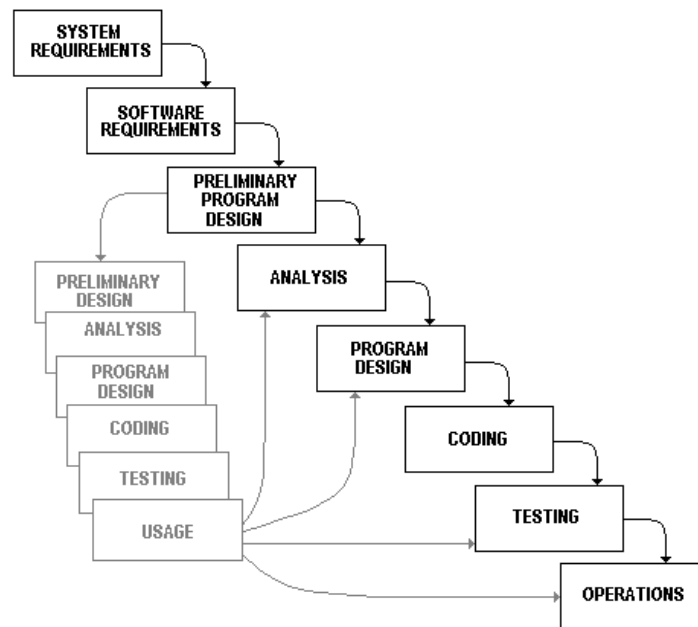 SYSTEM
REQUIREMENTS
SOFTWARE
REQUIREMENTS
PRELIMINARY
PROGRAM
DESIGN
ANALYSIS
PROGRAM
DESIGN
CODING
TESTING
OPERATIONS
PRELIMINARY
DESIGN
ANALYSIS
PROGRAM
DESIGN
CODING
TESTING
USAGE